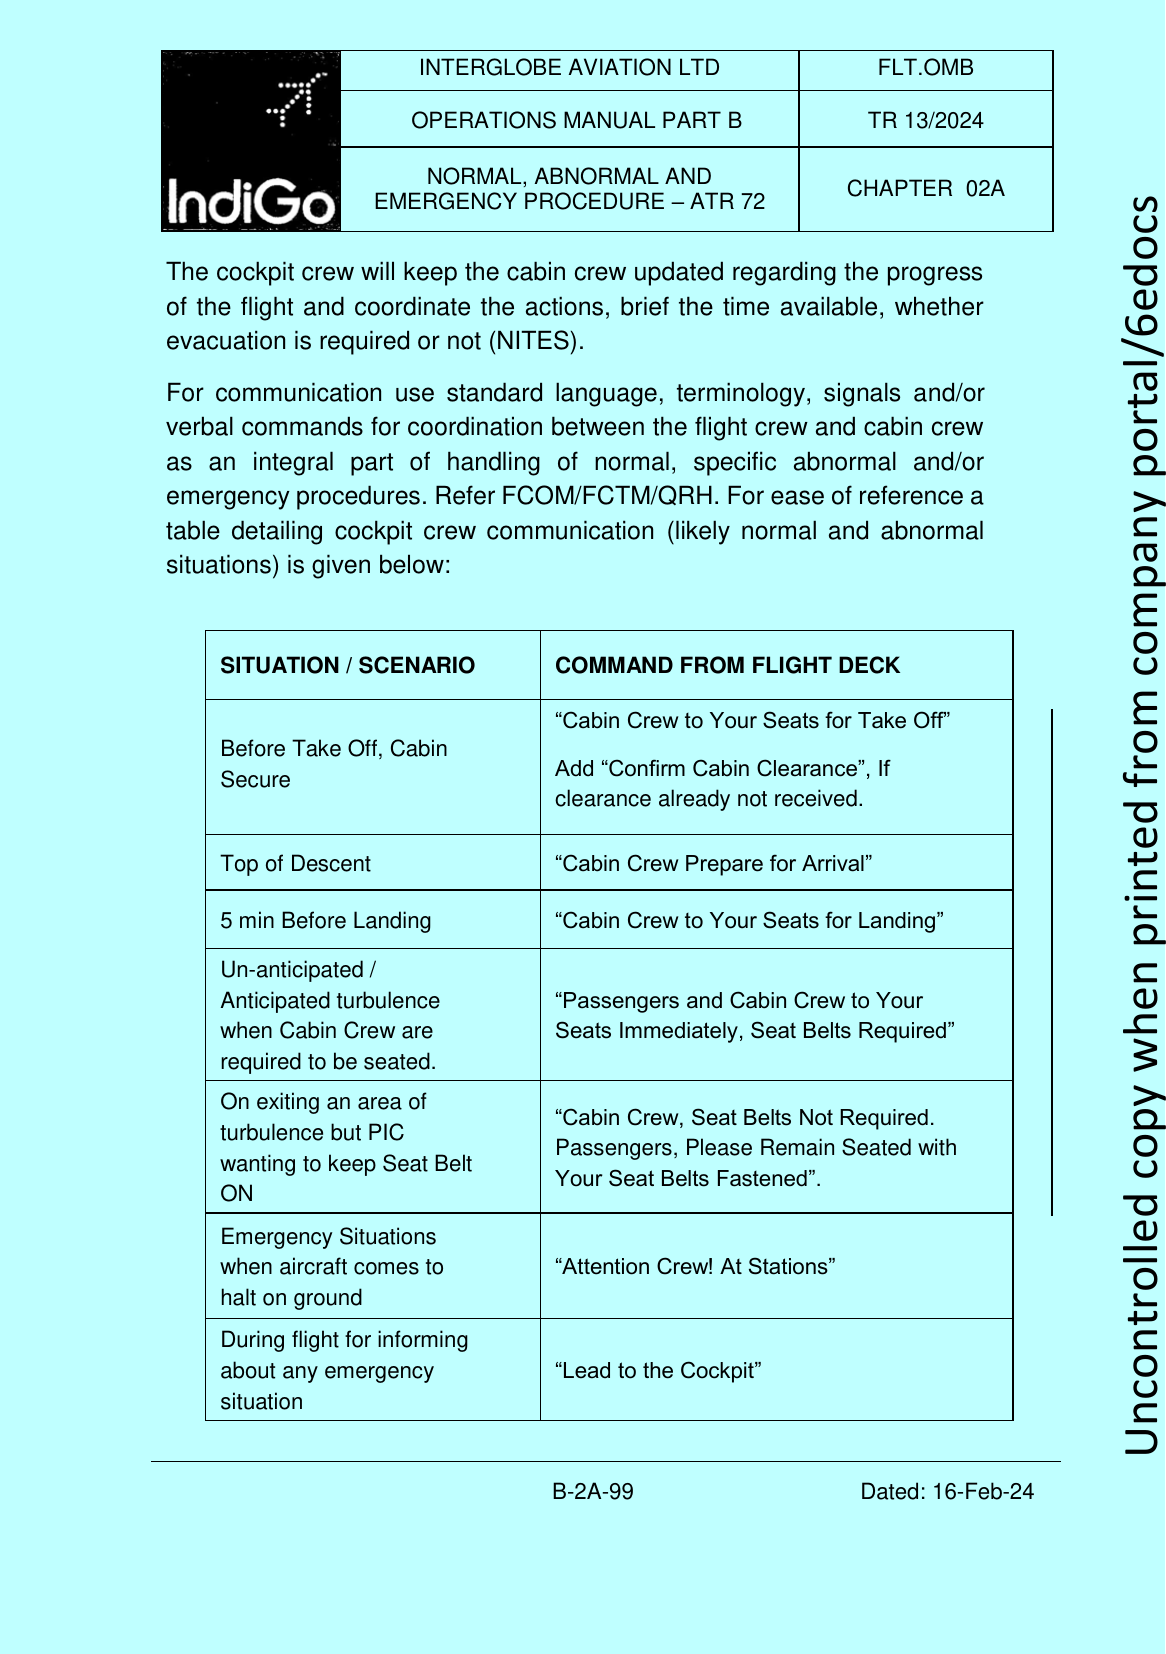 IndiGo
INTERGLOBE AVIATION LTD
FLT.OMB
OPERATIONS MANUAL PART B
TR 13/2024
NORMAL, ABNORMAL AND
EMERGENCY PROCEDURE – ATR 72
CHAPTER 02A
The cockpit crew will keep the cabin crew updated regarding the progress
of the flight and coordinate the actions, brief the time available, whether
evacuation is required or not (NITES).
For communication use standard language, terminology, signals and/or
verbal commands for coordination between the flight crew and cabin crew
as an integral part of handling of normal, specific abnormal and/or
emergency procedures. Refer FCOM/FCTM/QRH. For ease of reference a
table detailing cockpit crew communication (likely normal and abnormal
situations) is given below:
SITUATION / SCENARIO
COMMAND FROM FLIGHT DECK
Before Take Off, Cabin
Secure
“Cabin Crew to Your Seats for Take Off”
Add “Confirm Cabin Clearance”, If
clearance already not received.
Top of Descent
“Cabin Crew Prepare for Arrival”
5 min Before Landing
“Cabin Crew to Your Seats for Landing”
Un-anticipated /
Anticipated turbulence
when Cabin Crew are
required to be seated.
“Passengers and Cabin Crew to Your
Seats Immediately, Seat Belts Required”
On exiting an area of
turbulence but PIC
wanting to keep Seat Belt
ON
“Cabin Crew, Seat Belts Not Required.
Passengers, Please Remain Seated with
Your Seat Belts Fastened”.
Emergency Situations
when aircraft comes to
halt on ground
“Attention Crew! At Stations”
During flight for informing
about any emergency
situation
“Lead to the Cockpit”
B-2A-99
Dated: 16-Feb-24
Uncontrolled copy when printed from company portal/6edocs